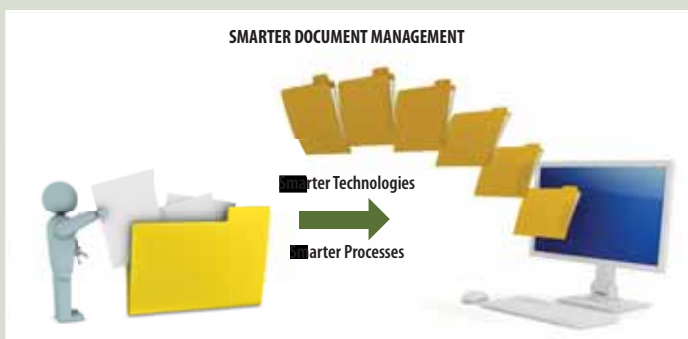 SMARTER DOCUMENT MANAGEMENT
Smarter Technologies
Smarter Processes